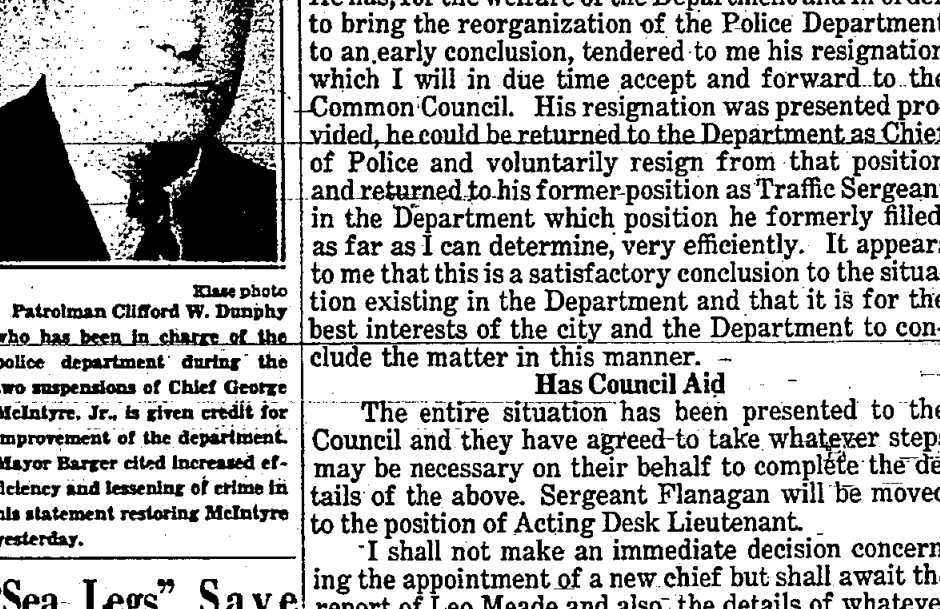 Klase photo
Patrolman Clifford W. Dunphy
who has been in charge of the
police department during the
two suspensions of Chief George
McIntyre, Jr., is given credit for
improvement of the department.
Mayor Barger cited increased ef-
ficiency and lessening of crime in
his statement restoring McIntyre
yesterday.
"Sea Legs" Save
He has, for the welfare of the Department and in order
to bring the reorganization of the Police Department
to an early conclusion, tendered to me his resignation
which I will in due time accept and forward to the
Common Council. His resignation was presented pro-
vided, he could be returned to the Department as Chief
of Police and voluntarily resign from that position
and returned to his former position as Traffic Sergeant
in the Department which position he formerly filled,
as far as I can determine, very efficiently. It appears
to me that this is a satisfactory conclusion to the situa-
tion existing in the Department and that it is for the
best interests of the city and the Department to con-
clude the matter in this manner.
Has Council Aid
The entire situation has been presented to the
Council and they have agreed to take whatever steps
may be necessary on their behalf to complete the de-
tails of the above. Sergeant Flanagan will be moved
to the position of Acting Desk Lieutenant.
I shall not make an immediate decision concern-
ing the appointment of a new chief but shall await the
report of Leo Meade and also the details of whatever